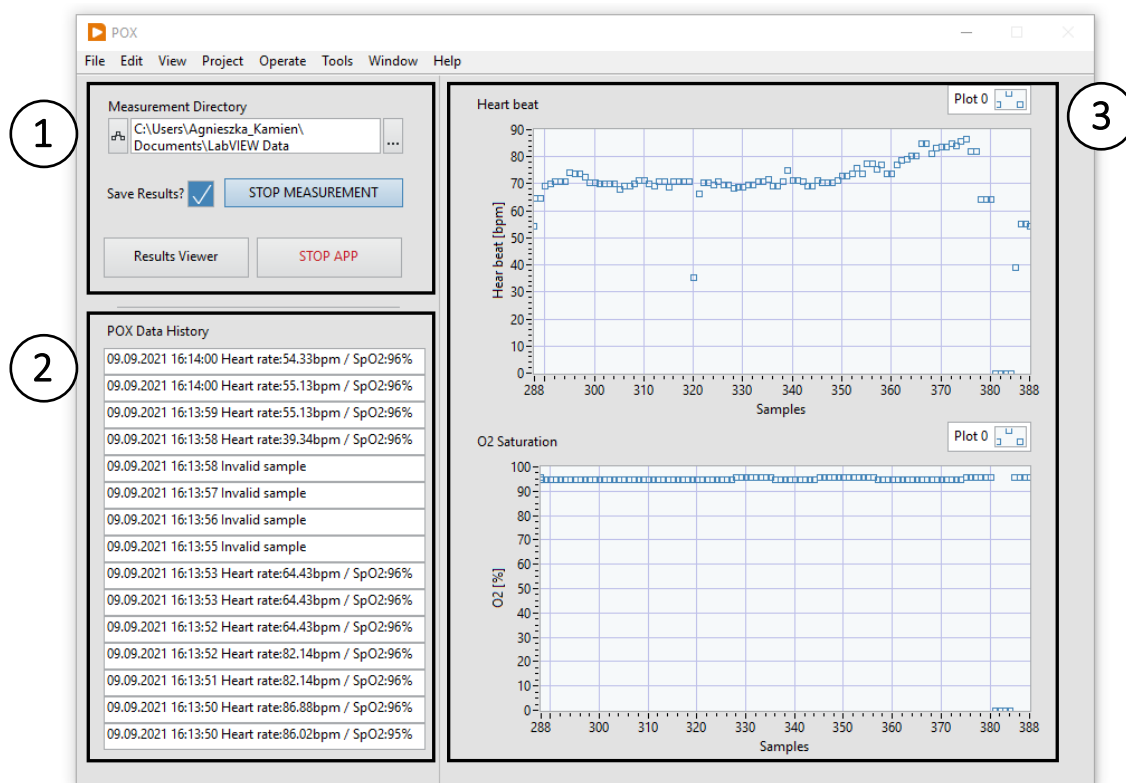 POX
File Edit View Project Operate Tools Window Help
1
Measurement Directory
C:\Users\Agnieszka_Kamien\
Documents\LabVIEW Data
...
Save Results? STOP MEASUREMENT
Results Viewer STOP APP
2
POX Data History
09.09.2021 16:14:00 Heart rate:54.33bpm / SpO2:96%
09.09.2021 16:14:00 Heart rate:55.13bpm / SpO2:96%
09.09.2021 16:13:59 Heart rate:55.13bpm / SpO2:96%
09.09.2021 16:13:58 Heart rate:39.34bpm / SpO2:96%
09.09.2021 16:13:58 Invalid sample
09.09.2021 16:13:57 Invalid sample
09.09.2021 16:13:56 Invalid sample
09.09.2021 16:13:55 Invalid sample
09.09.2021 16:13:53 Heart rate:64.43bpm / SpO2:96%
09.09.2021 16:13:53 Heart rate:64.43bpm / SpO2:96%
09.09.2021 16:13:52 Heart rate:64.43bpm / SpO2:96%
09.09.2021 16:13:52 Heart rate:82.14bpm / SpO2:96%
09.09.2021 16:13:51 Heart rate:82.14bpm / SpO2:96%
09.09.2021 16:13:50 Heart rate:86.88bpm / SpO2:96%
09.09.2021 16:13:50 Heart rate:86.02bpm / SpO2:95%
3
Heart beat
Plot 0
Hear beat [bpm]
90
80
70
60
50
40
30
20
10
0
288 300 310 320 330 340 350 360 370 388
Samples
O2 Saturation
Plot 0
O2 [%]
100
90
80
70
60
50
40
30
20
10
0
288 300 310 320 330 340 350 360 370 388
Samples